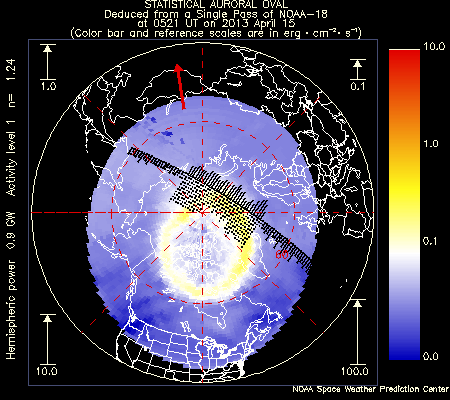 STATISTICAL AURORAL OVAL
Deduced from a Single Pass of NOAA-18
at 0521 UT on 2013 April 15
(Color bar and reference scales are in erg·cm⁻²·s⁻¹)
1.0
0.1
10.0
100.0
Hemispheric power 0.9 GW Activity level 1 n= 1.24
10.0
1.0
0.1
0.0
NOAA Space Weather Prediction Center